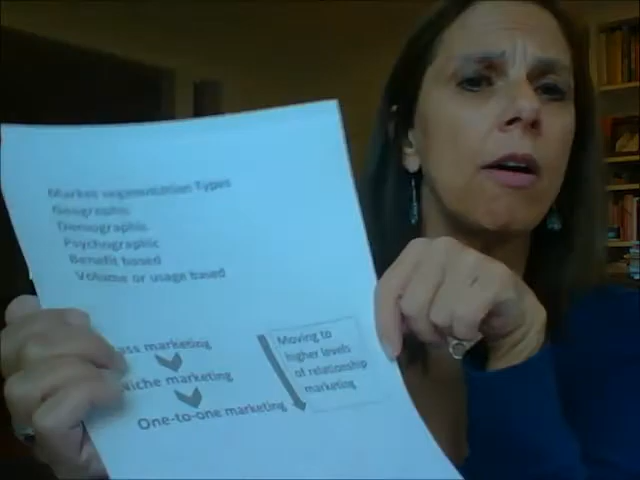 Market segmentation Types
Geographic
Demographic
Psychographic
Benefit based
Volume or usage based
ass marketing
Niche marketing
One-to-one marketing
Moving to
higher levels
of relationship
marketing